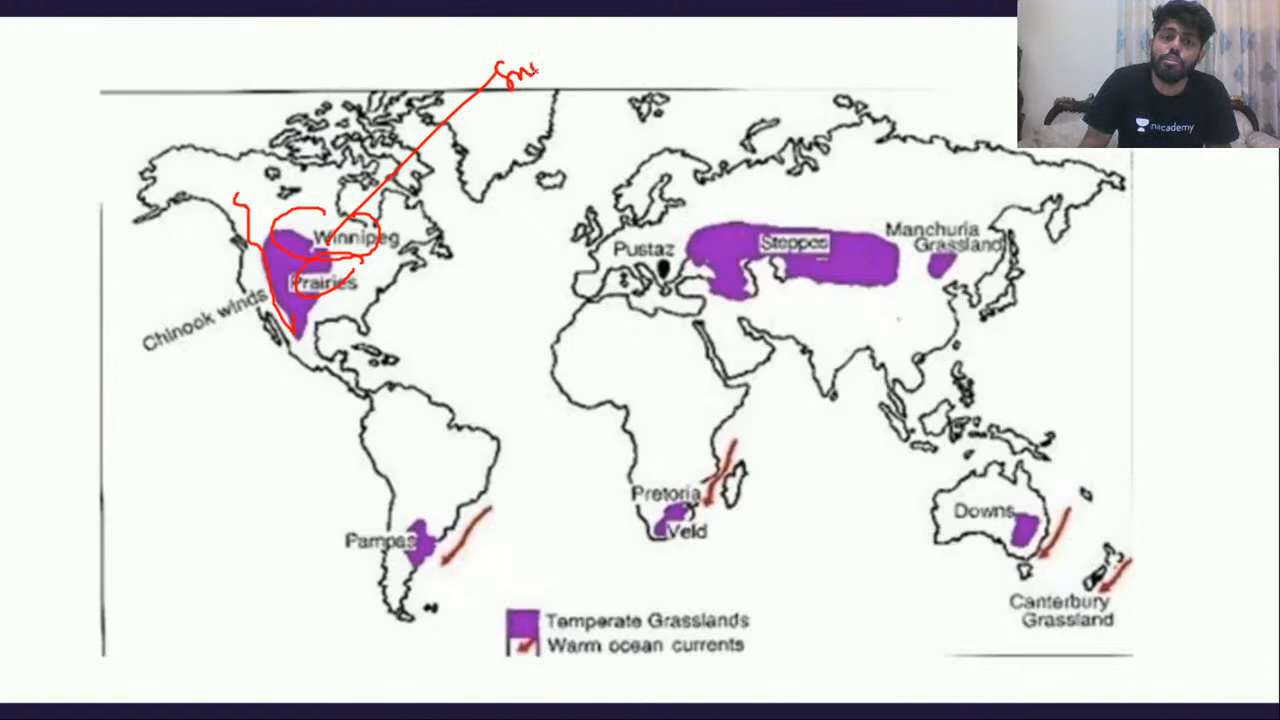 unacademy
Winnipeg
Prairies
Chinook winds
Pustaz
Steppes
Manchuria
Grassland
Pampas
Pretoria
Veld
Downs
Canterbury
Grassland
Temperate Grasslands
Warm ocean currents